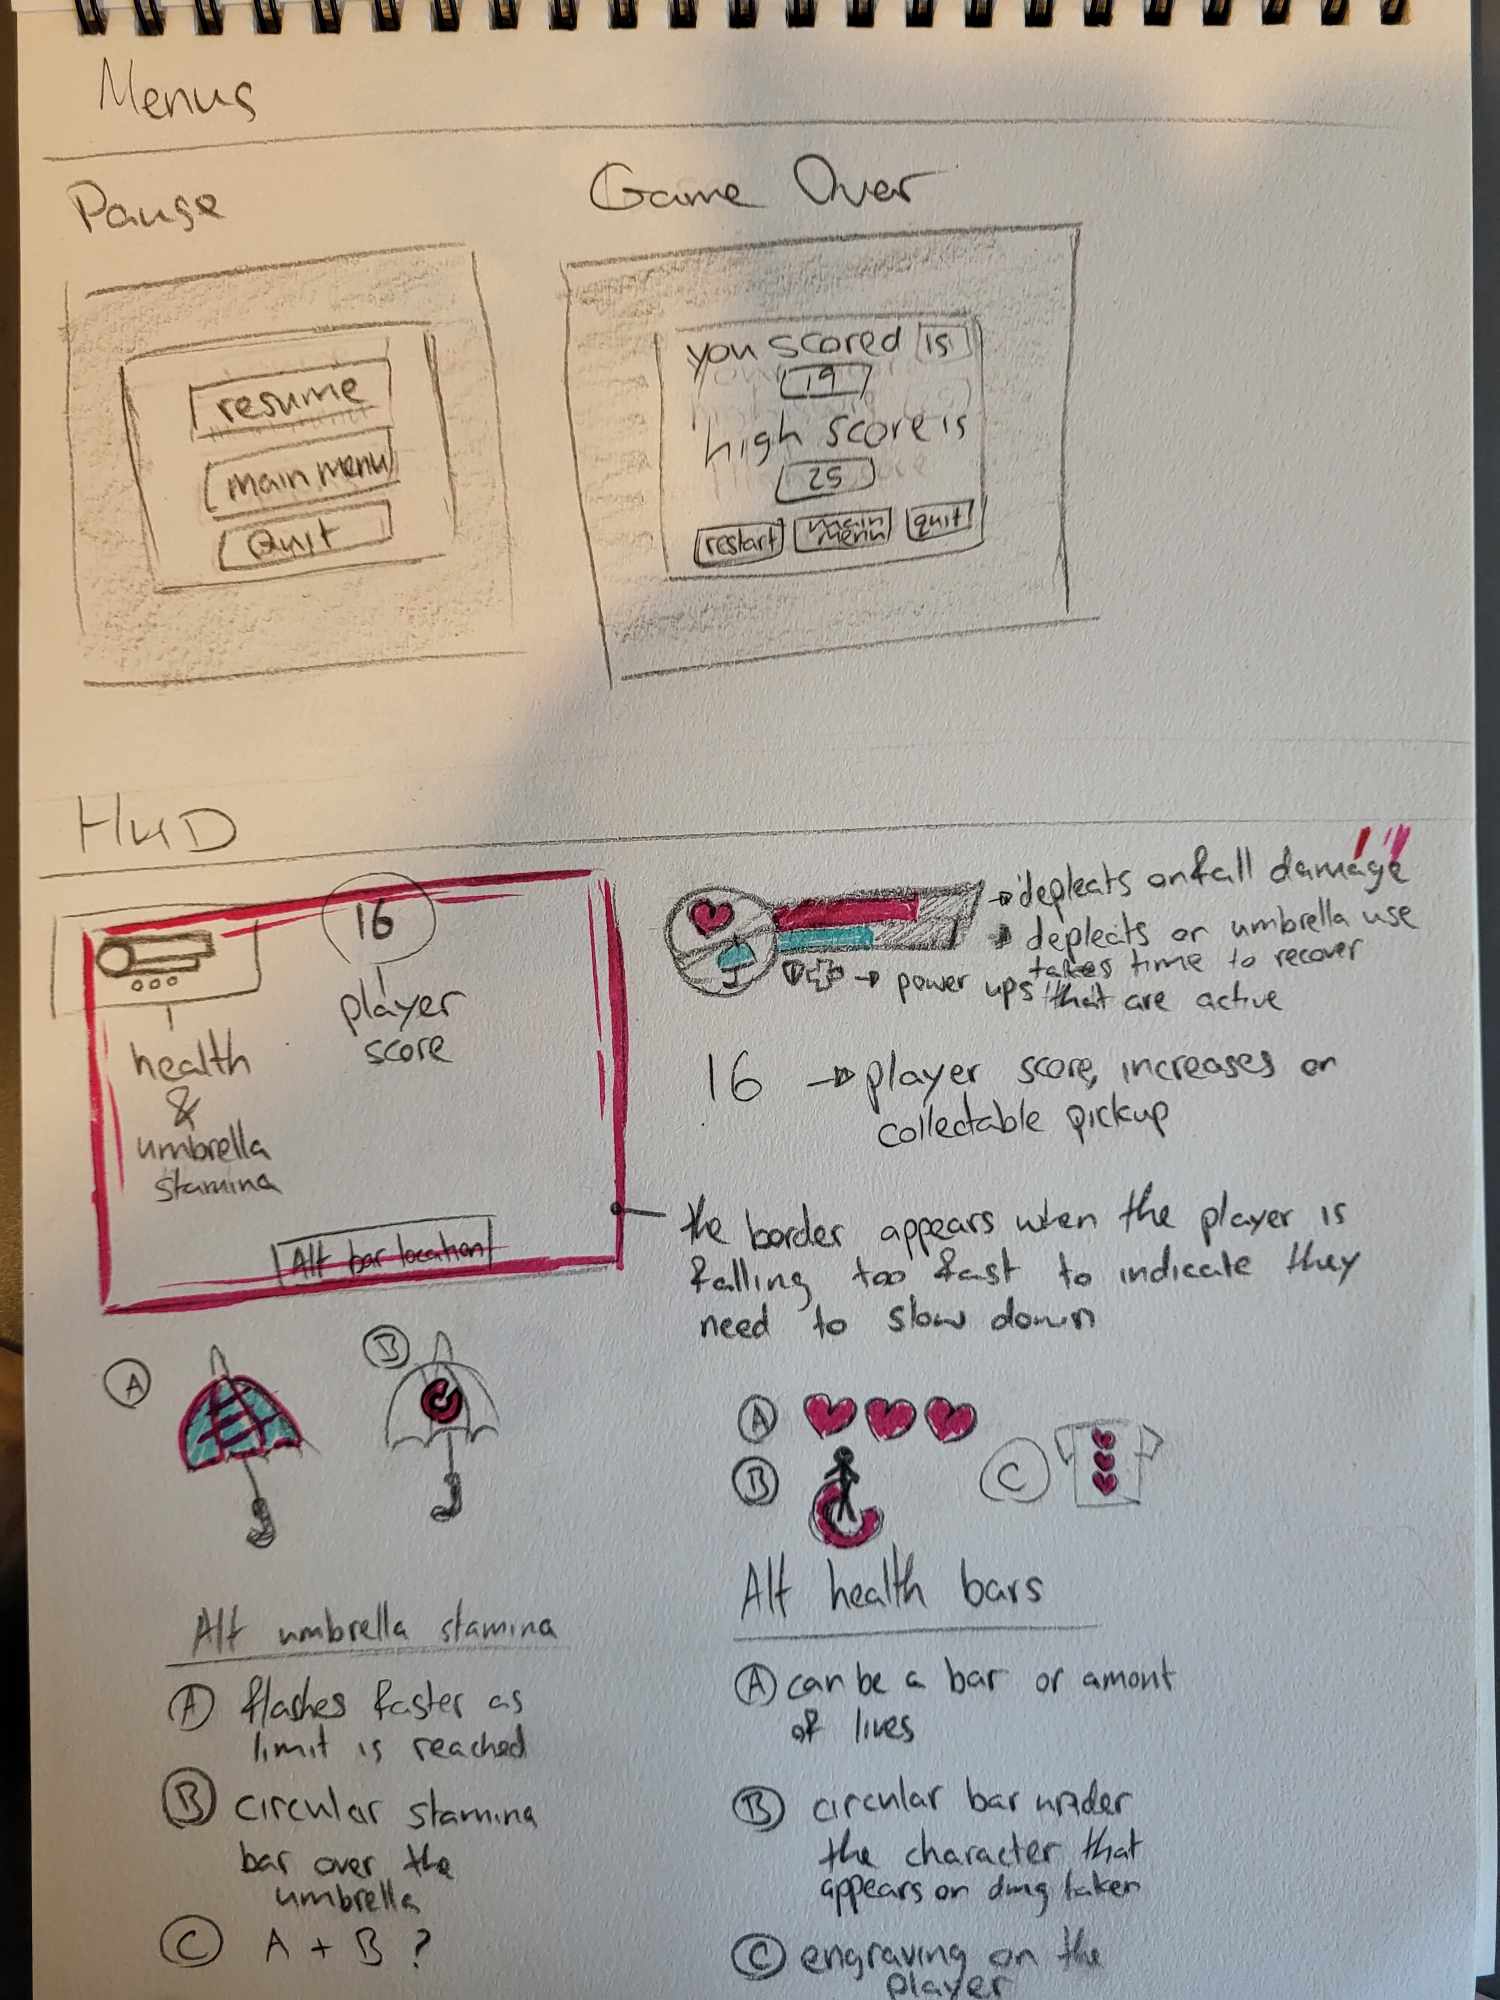 Menus
Pause
resume
main menu
Quit
Game Over
you scored is
19
high score is
25
restart
main
menu
quit
HUD
16
player
score
health
&
umbrella
stamina
Alt bar location
→ depleats on fall damage
→ depleats on umbrella use
takes time to recover
→ power ups that are active
16 → player score, increases on
collectable pickup
the border appears when the player is
falling too fast to indicate they
need to slow down
A
B
A
B
C
Alt umbrella stamina
A flashes faster as
limit is reached
B circular stamina
bar over the
umbrella
C A + B ?
Alt health bars
A can be a bar or amont
of lives
B circular bar under
the character that
appears on dmg taken
C engraving on the
player